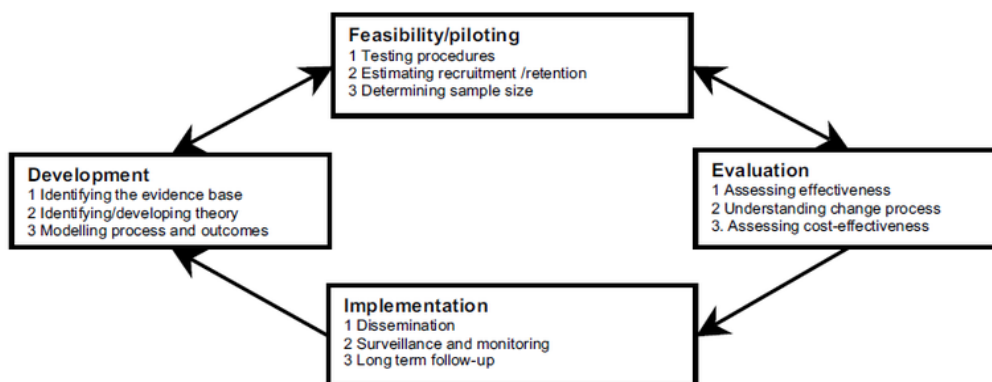 Feasibility/piloting
1 Testing procedures
2 Estimating recruitment /retention
3 Determining sample size
Development
1 Identifying the evidence base
2 Identifying/developing theory
3 Modelling process and outcomes
Evaluation
1 Assessing effectiveness
2 Understanding change process
3. Assessing cost-effectiveness
Implementation
1 Dissemination
2 Surveillance and monitoring
3 Long term follow-up